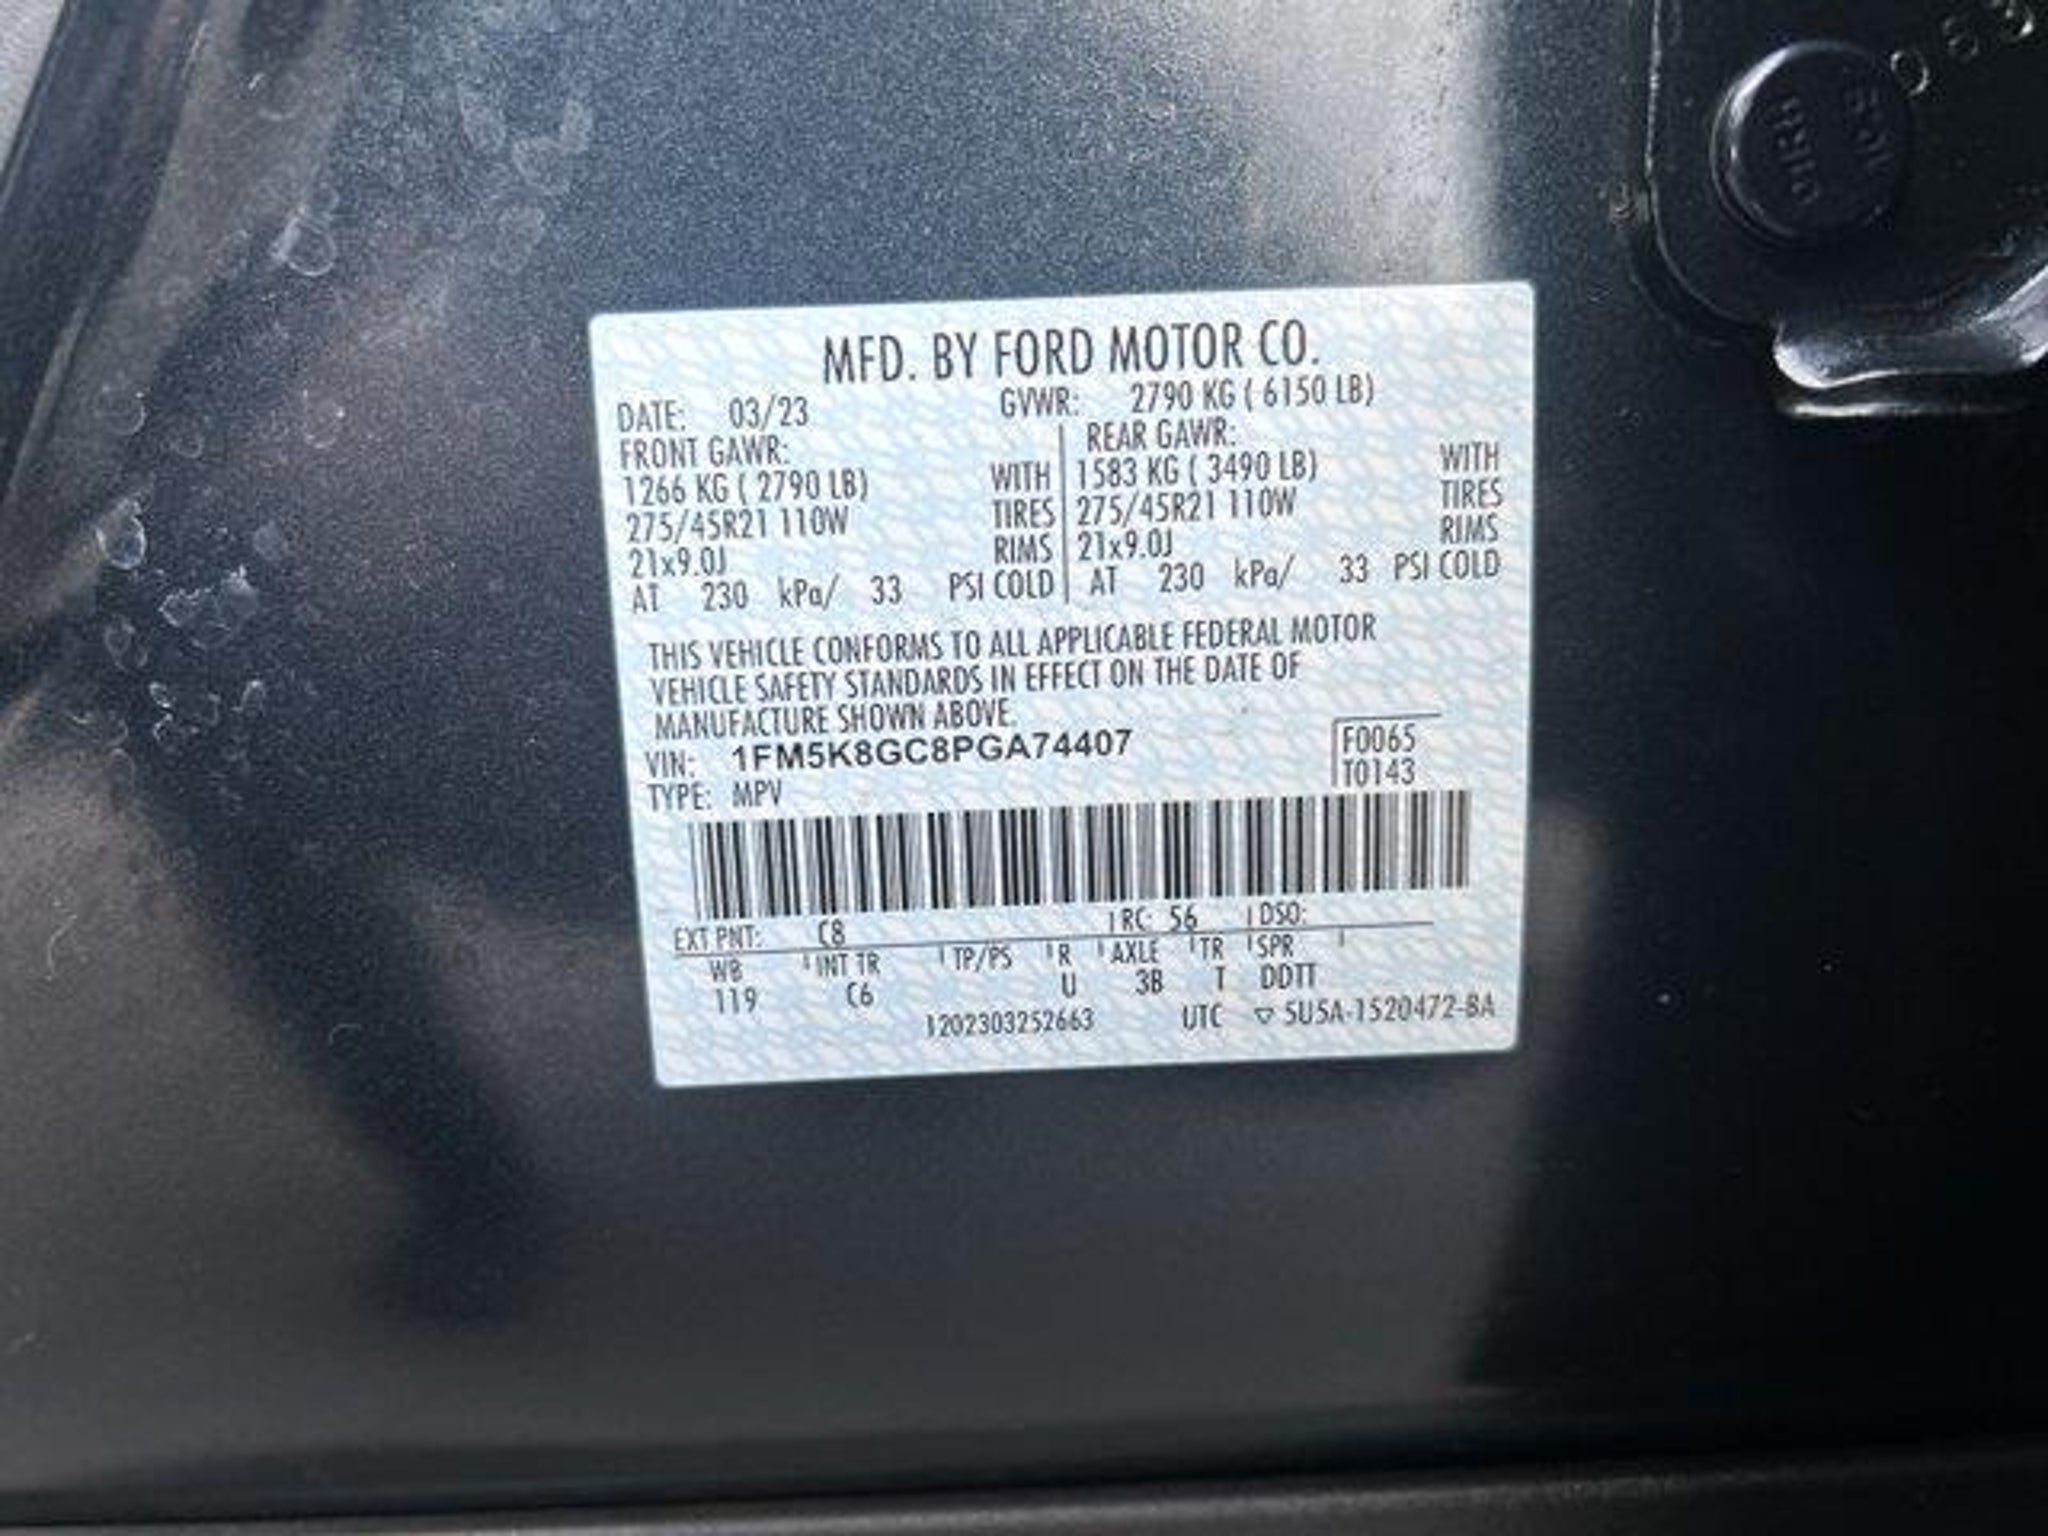 MFD. BY FORD MOTOR CO.
DATE: 03/23 GVWR: 2790 KG ( 6150 LB)
FRONT GAWR: REAR GAWR:
1266 KG ( 2790 LB) WITH 1583 KG ( 3490 LB) WITH
275/45R21 110W TIRES 275/45R21 110W TIRES
21x9.0J RIMS 21x9.0J RIMS
AT 230 kPa/ 33 PSI COLD AT 230 kPa/ 33 PSI COLD
THIS VEHICLE CONFORMS TO ALL APPLICABLE FEDERAL MOTOR
VEHICLE SAFETY STANDARDS IN EFFECT ON THE DATE OF
MANUFACTURE SHOWN ABOVE.
VIN: 1FM5K8GC8PGA74407 F0065
TYPE: MPV T0143
EXT PNT: C8 RC: 56 DSO:
WB INT TR TP/PS R AXLE TR SPR
119 C6 U 3B T DDTT
1202303252663 UTC ▽ 5U5A-1520472-BA